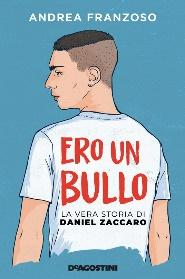 ANDREA FRANZOSO
ERO UN
BULLO
LA VERA STORIA DI
DANIEL ZACCARO
DEAGOSTINI